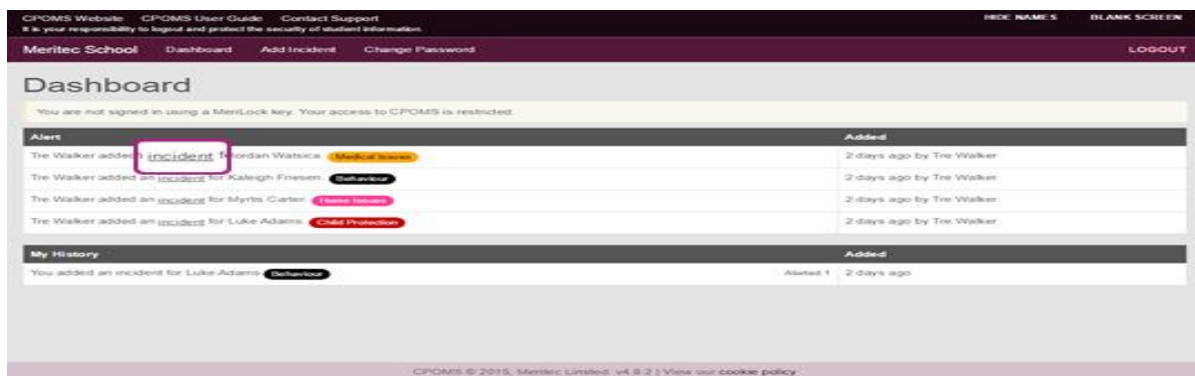 CPOMS Website CPOMS User Guide Contact Support HIDE NAMES BLANK SCREEN
It is your responsibility to logout and protect the security of student information.
Meritec School Dashboard Add Incident Change Password LOGOUT
Dashboard
You are not signed in using a MeriLock key. Your access to CPOMS is restricted.
Alert Added
Tre Walker added incident Jordan Watsica. Medical Issues 2 days ago by Tre Walker
Tre Walker added an incident for Kaleigh Friesen. Behaviour 2 days ago by Tre Walker
Tre Walker added an incident for Myrtis Carter. Home Issues 2 days ago by Tre Walker
Tre Walker added an incident for Luke Adams. Child Protection 2 days ago by Tre Walker
My History Added
You added an incident for Luke Adams Behaviour Alerted 1 2 days ago
CPOMS © 2015, Meritec Limited. v4.8.2 | View our cookie policy